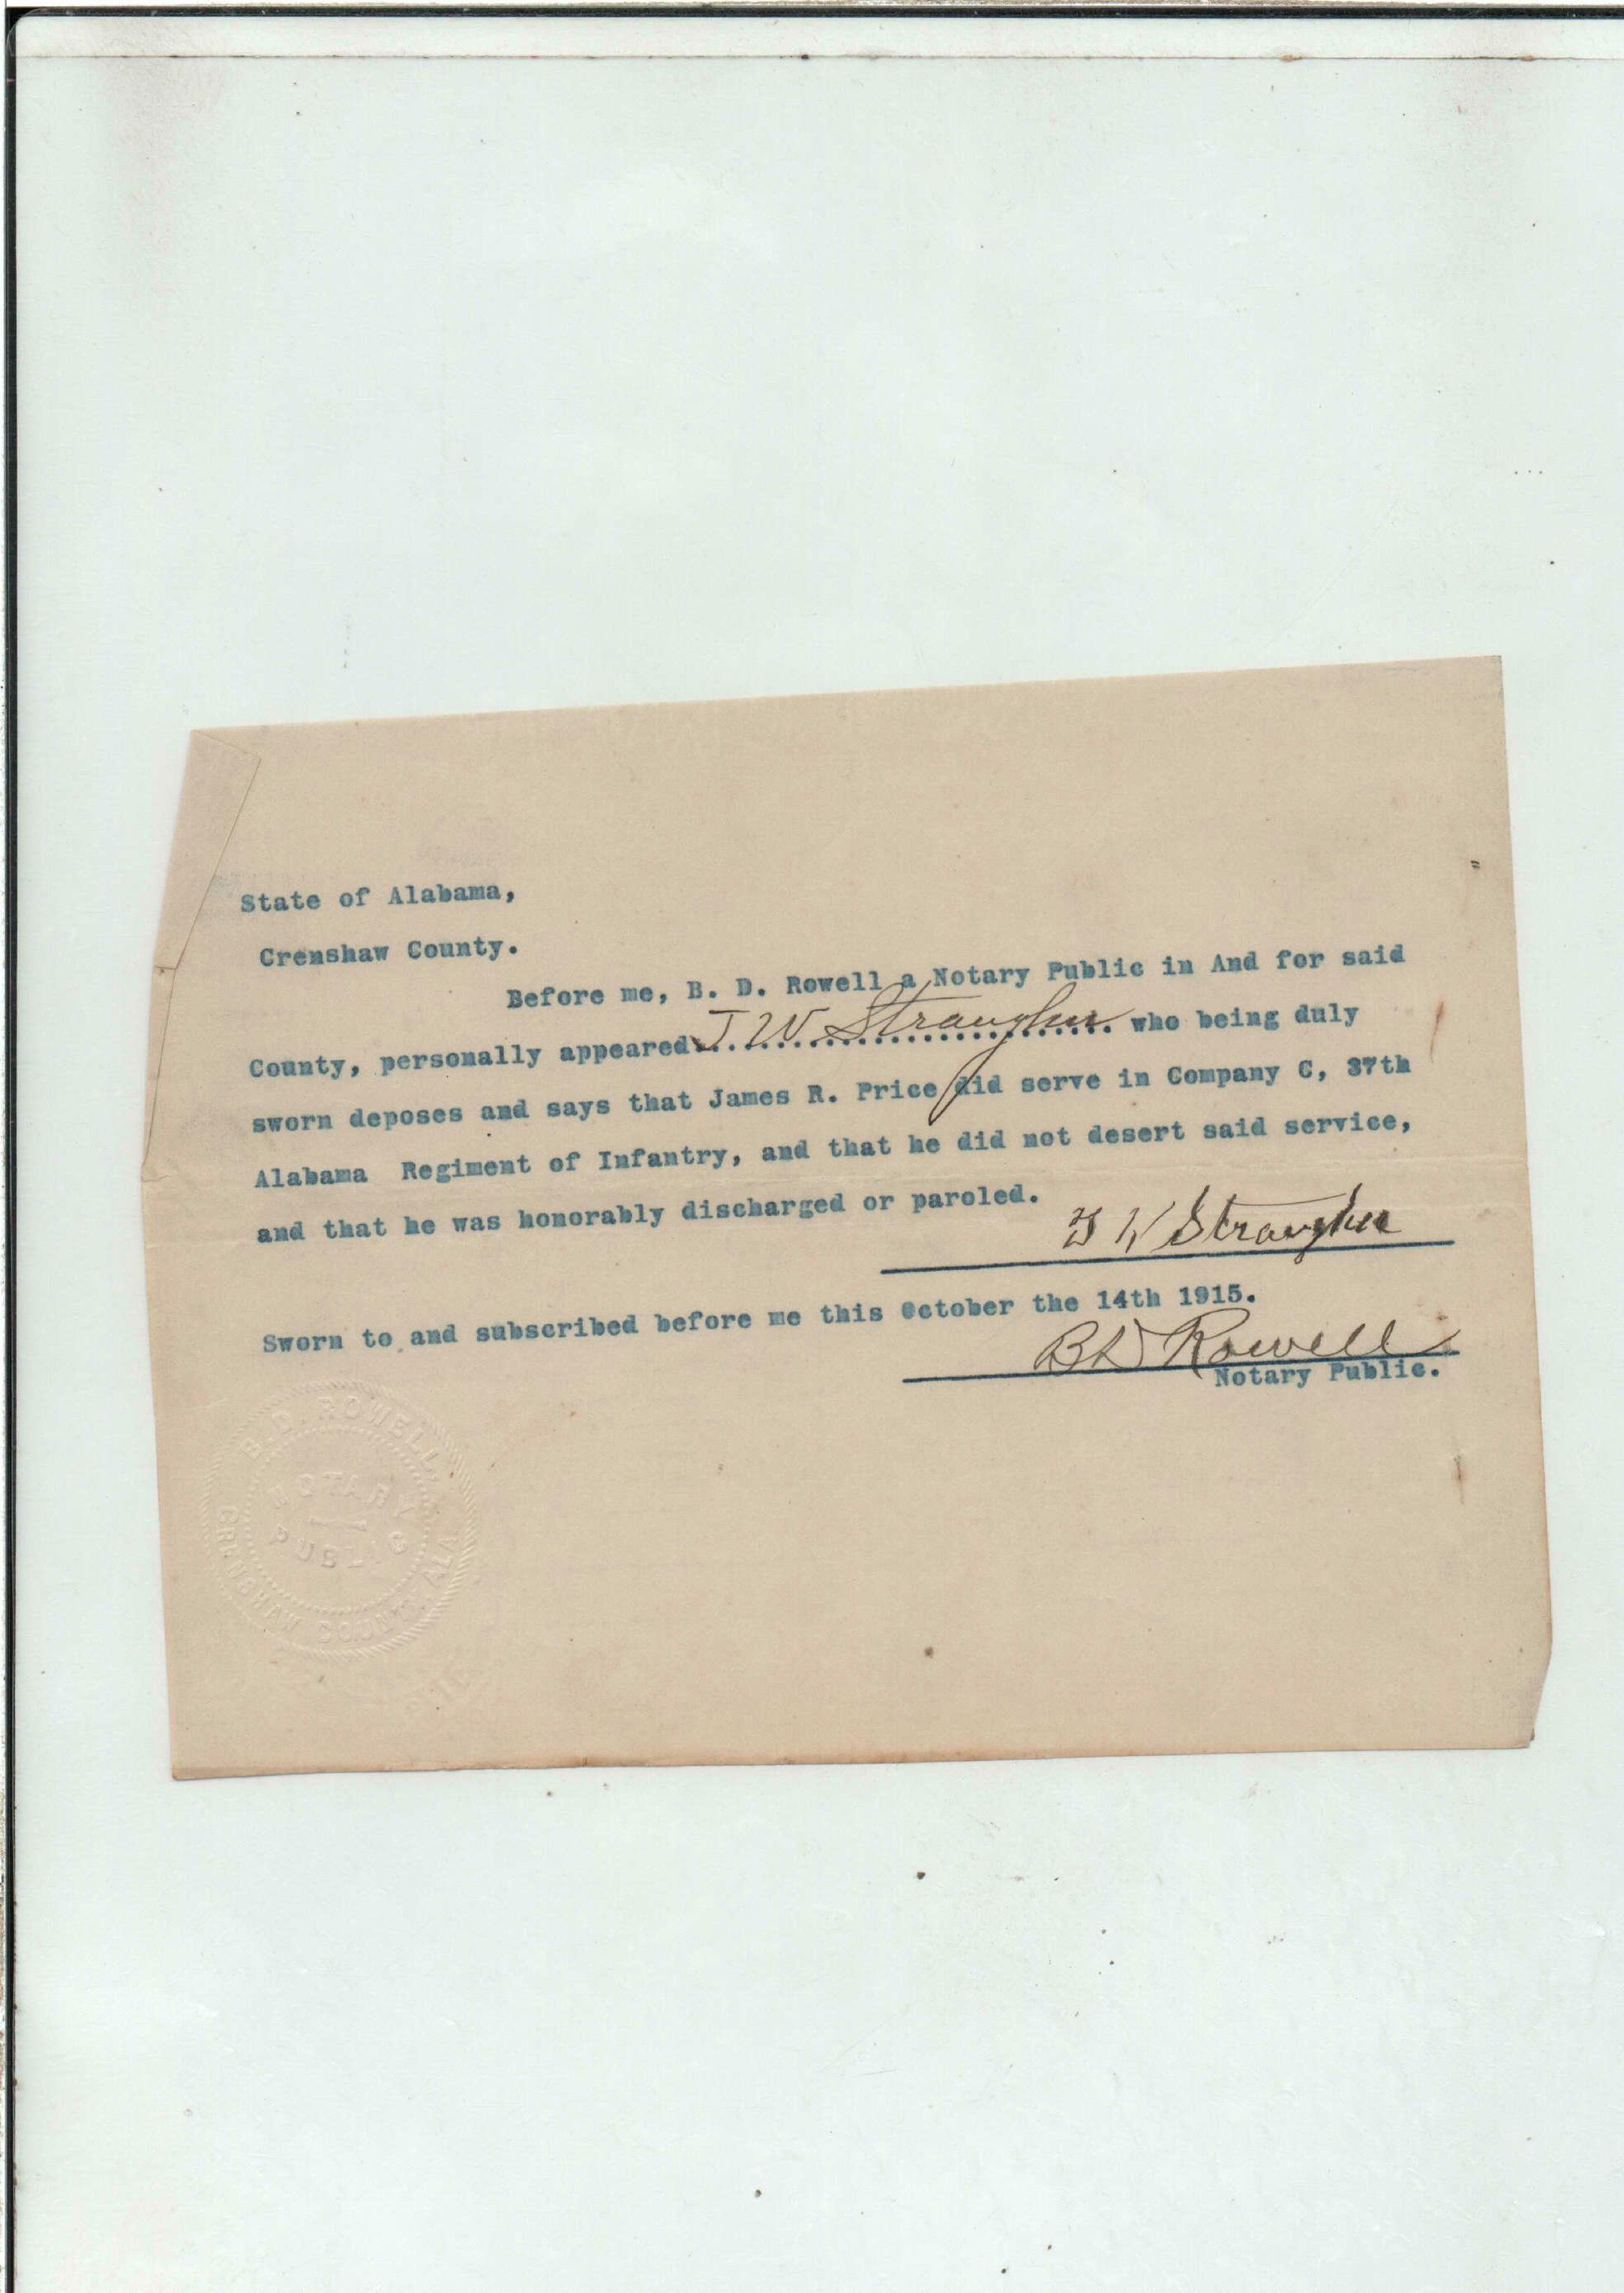 State of Alabama,
Crenshaw County.
Before me, B. D. Rowell a Notary Public in And for said
County, personally appeared J W Straughn who being duly
sworn deposes and says that James R. Price did serve in Company C, 37th
Alabama Regiment of Infantry, and that he did not desert said service,
and that he was honorably discharged or paroled.
W Straughn
Sworn to and subscribed before me this October the 14th 1915.
B D Rowell
Notary Public.
B. D. ROWELL,
NOTARY
PUBLIC
CRENSHAW COUNTY, ALA.